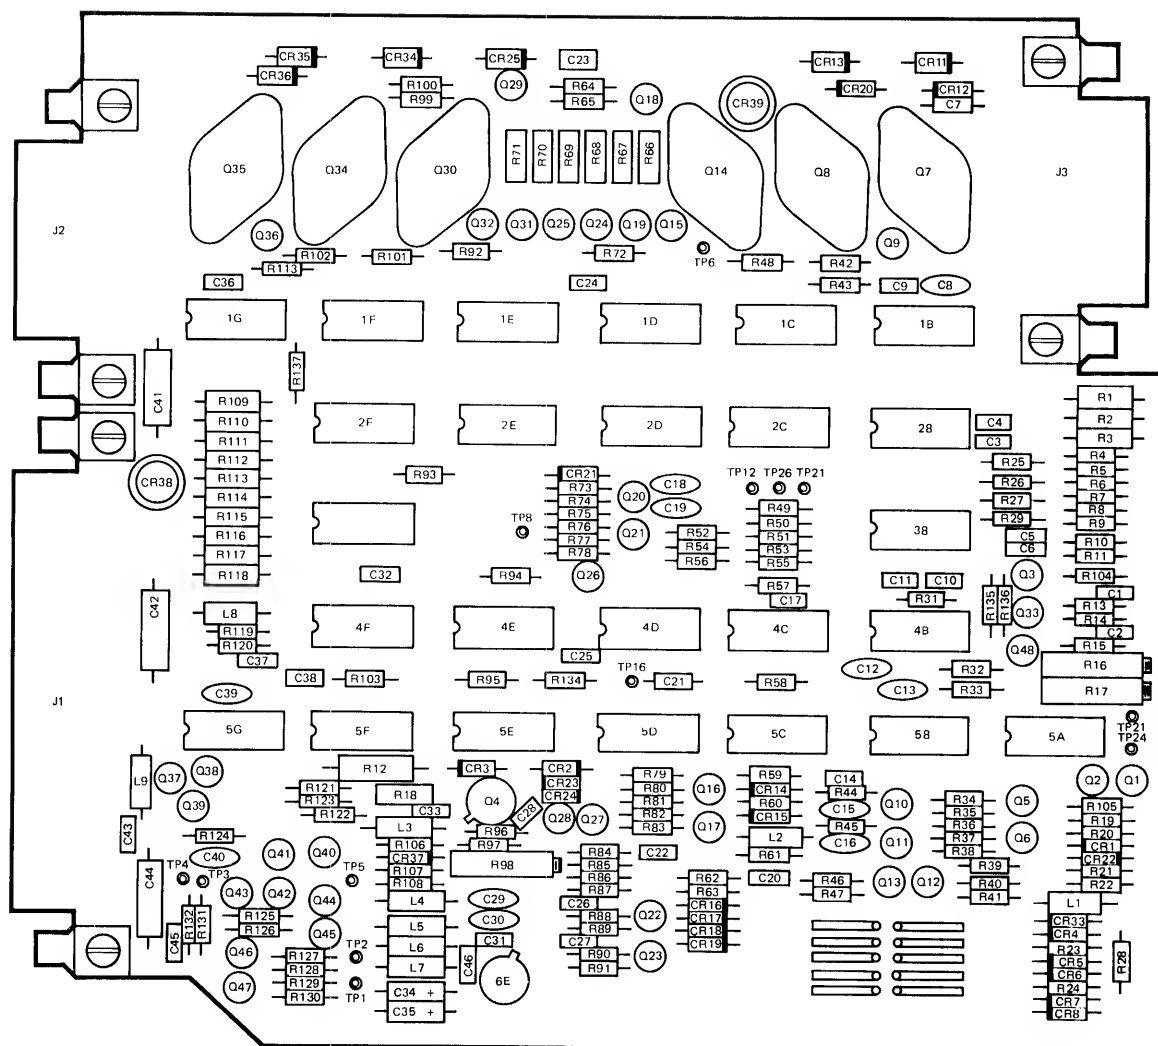 CR35 CR34 CR25 C23 CR13 CR11
CR36 R100 Q29 R64 Q18 CR20 CR12
R99 R65 CR39 C7
Q35 Q34 Q30 R71 R70 R69 R68 R67 R66 Q14 Q8 Q7 J3
J2
Q36 Q32 Q31 Q25 Q24 Q19 Q15 Q9
R102 R101 R92 R72 TP6 R48 R42
R113
C36 C24 R43 C9 C8
1G 1F 1E 1D 1C 1B
C41 R137
R109 R1
R110 2F 2E 2D 2C 28 C4 R2
R111 C3 R3
R112 R25 R4
CR38 R113 R93 CR21 TP12 TP26 TP21 R26 R5
R114 R73 Q20 C18 R27 R6
R115 R74 C19 R49 R29 R7
R116 TP8 R75 R50 R8
R117 R76 Q21 R52 R51 38 C5 R9
R118 R77 R54 R53 C6 R10
R78 R56 R55 R11
C32 R94 Q26 R57 C11 C10 Q3 R104
C42 L8 C17 R31 R135 R136 C1
R119 4F 4E 4D 4C 4B Q33 R13
R120 R14
C37 C25 Q48 C2
R15
C39 C38 R103 R95 R134 TP16 C21 R58 C12 R32 R16
J1 C13 R33 R17
5G 5F 5E 5D 5C 58 5A TP21
TP24
L9 Q37 Q38 R12 CR3 CR2 R79 R59 C14 Q2 Q1
Q39 R121 R18 Q4 CR23 R80 Q16 CR14 R44 Q10 R34 Q5 R105
R123 C33 C28 CR24 R81 R60 C15 R35 R19
C43 R122 L3 Q28 Q27 R82 Q17 CR15 R45 R36 R20
R124 R96 R83 L2 C16 Q11 R37 Q6 CR1
C40 Q41 Q40 R106 R97 R84 C22 R61 R38 CR22
TP4 TP3 TP5 CR37 R98 R85 R39 R21
C44 Q43 Q42 R107 R86 R62 C20 R46 Q13 Q12 R40 R22
R108 R87 R63 R47 R41
R132 R131 Q44 L4 C29 C26 CR16 L1
R125 R88 Q22 CR17 CR33
C45 R126 Q45 L5 C30 R89 CR18 CR4
Q46 TP2 L6 C31 C27 CR19 R23
R127 L7 C46 R90 Q23 CR5 R28
R128 R91 CR6
Q47 R129 TP1 C34 + 6E R24
R130 C35 + CR7
CR8